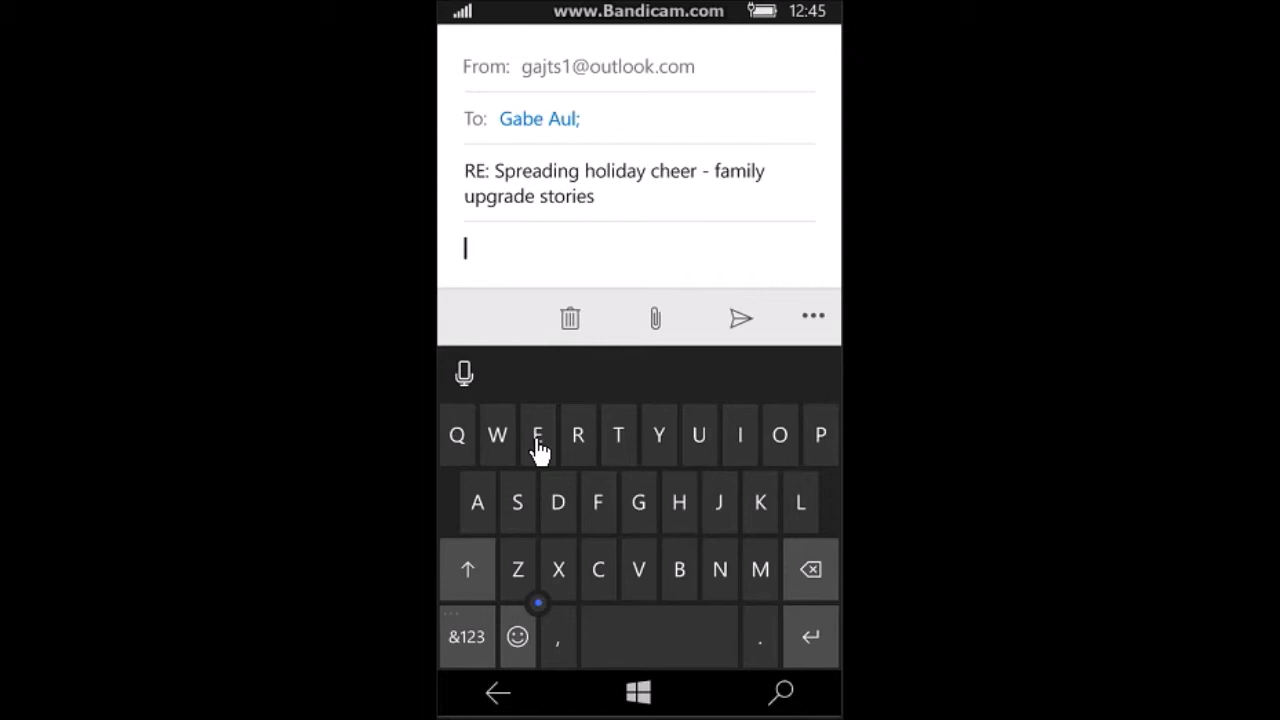 www.Bandicam.com 12:45
From: gajts1@outlook.com
To: Gabe Aul;
RE: Spreading holiday cheer - family
upgrade stories
Q W E R T Y U I O P
A S D F G H J K L
Z X C V B N M
&123 , .